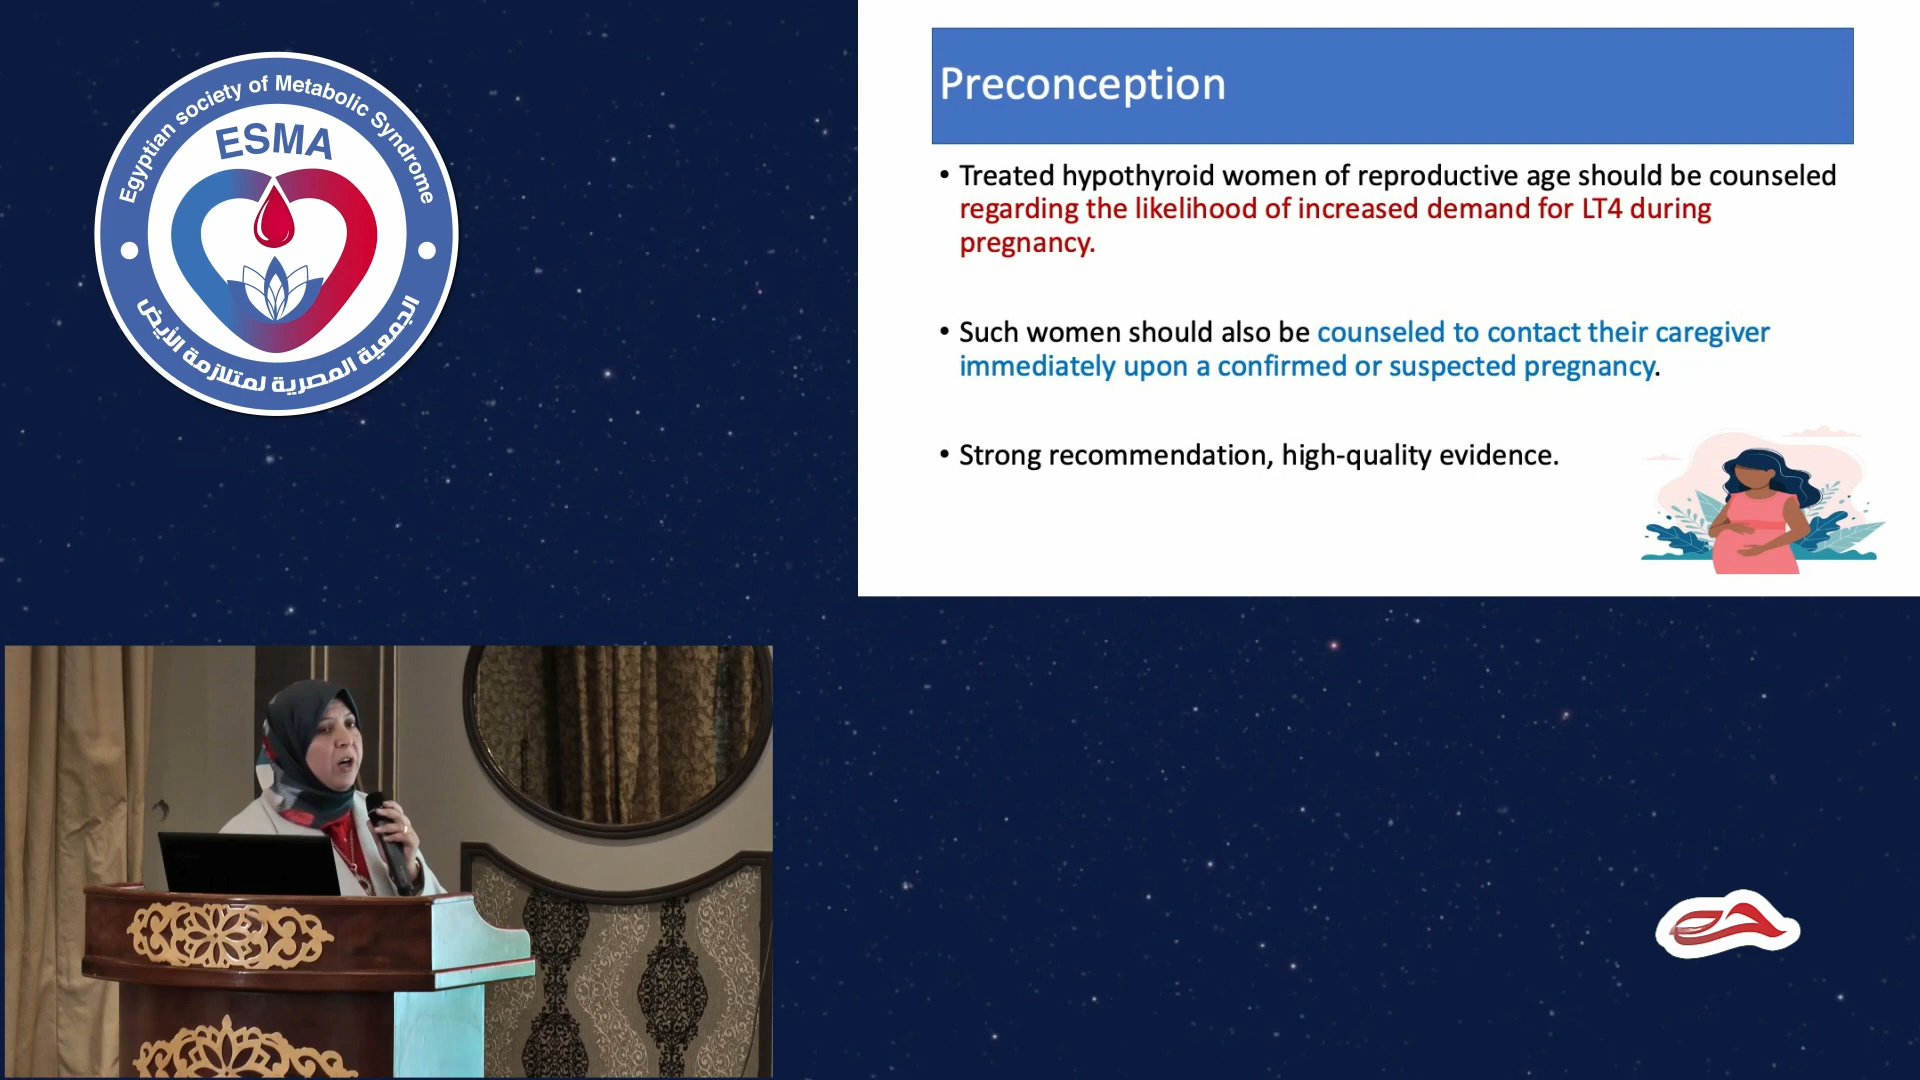 Egyptian society of Metabolic Syndrome
ESMA
الجمعية المصرية لمتلازمة الأيض
Preconception
• Treated hypothyroid women of reproductive age should be counseled
regarding the likelihood of increased demand for LT4 during
pregnancy.
• Such women should also be counseled to contact their caregiver
immediately upon a confirmed or suspected pregnancy.
• Strong recommendation, high-quality evidence.